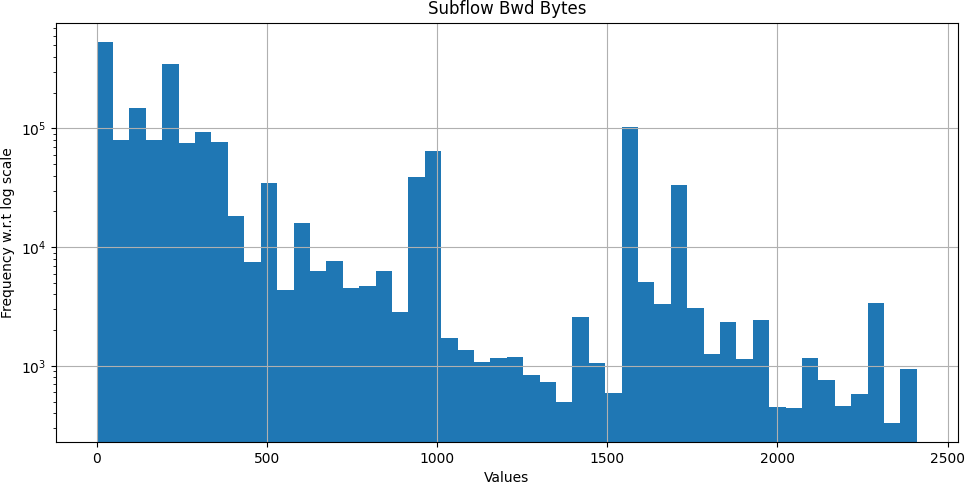 Subflow Bwd Bytes
Frequency w.r.t log scale
10^5
10^4
10^3
0 500 1000 1500 2000 2500
Values